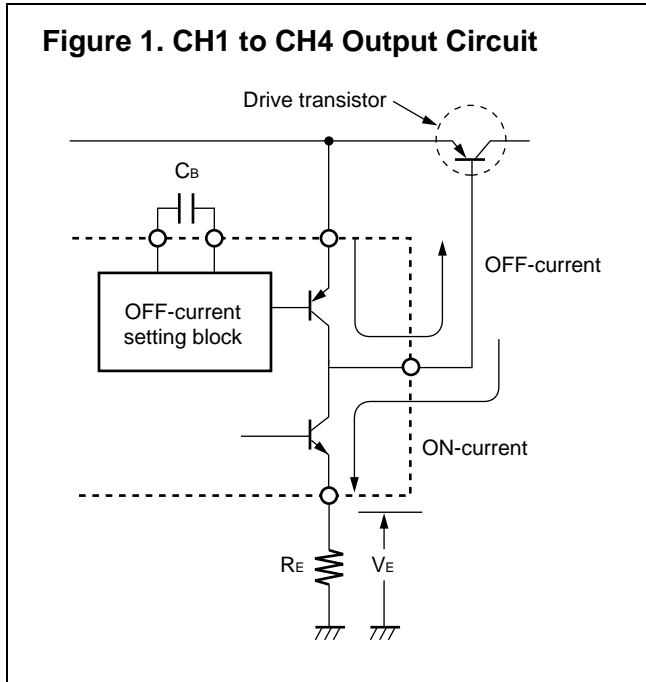 Figure 1. CH1 to CH4 Output Circuit
Drive transistor
CB
OFF-current
OFF-current
setting block
ON-current
RE
VE